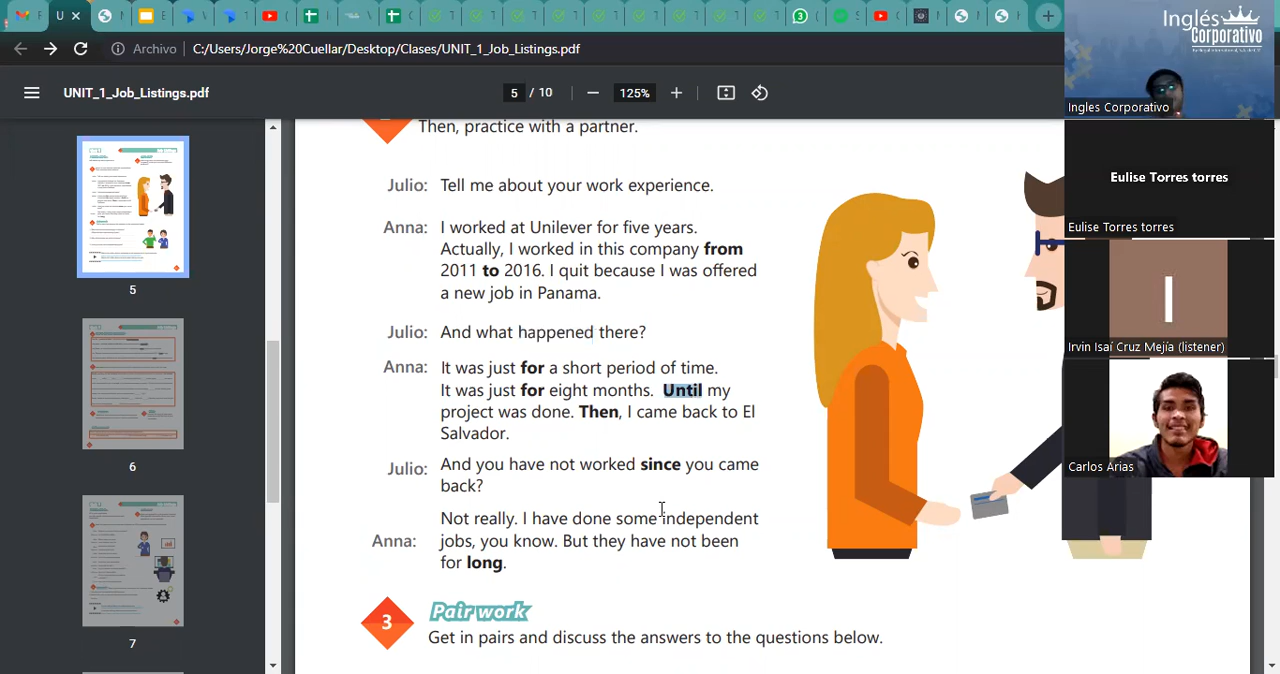 U
Archivo
C:/Users/Jorge%20Cuellar/Desktop/Clases/UNIT_1_Job_Listings.pdf
UNIT_1_Job_Listings.pdf
5 / 10
125%
Then, practice with a partner.
Julio: Tell me about your work experience.
Anna: I worked at Unilever for five years.
Actually, I worked in this company from
2011 to 2016. I quit because I was offered
a new job in Panama.
Julio: And what happened there?
Anna: It was just for a short period of time.
It was just for eight months. Until my
project was done. Then, I came back to El
Salvador.
Julio: And you have not worked since you came
back?
Not really. I have done some independent
Anna: jobs, you know. But they have not been
for long.
3 Pair work
Get in pairs and discuss the answers to the questions below.
5
6
7
Inglés
Corporativo
Ingles Corporativo
Eulise Torres torres
Eulise Torres torres
I
Irvin Isaí Cruz Mejía (listener)
Carlos Arias